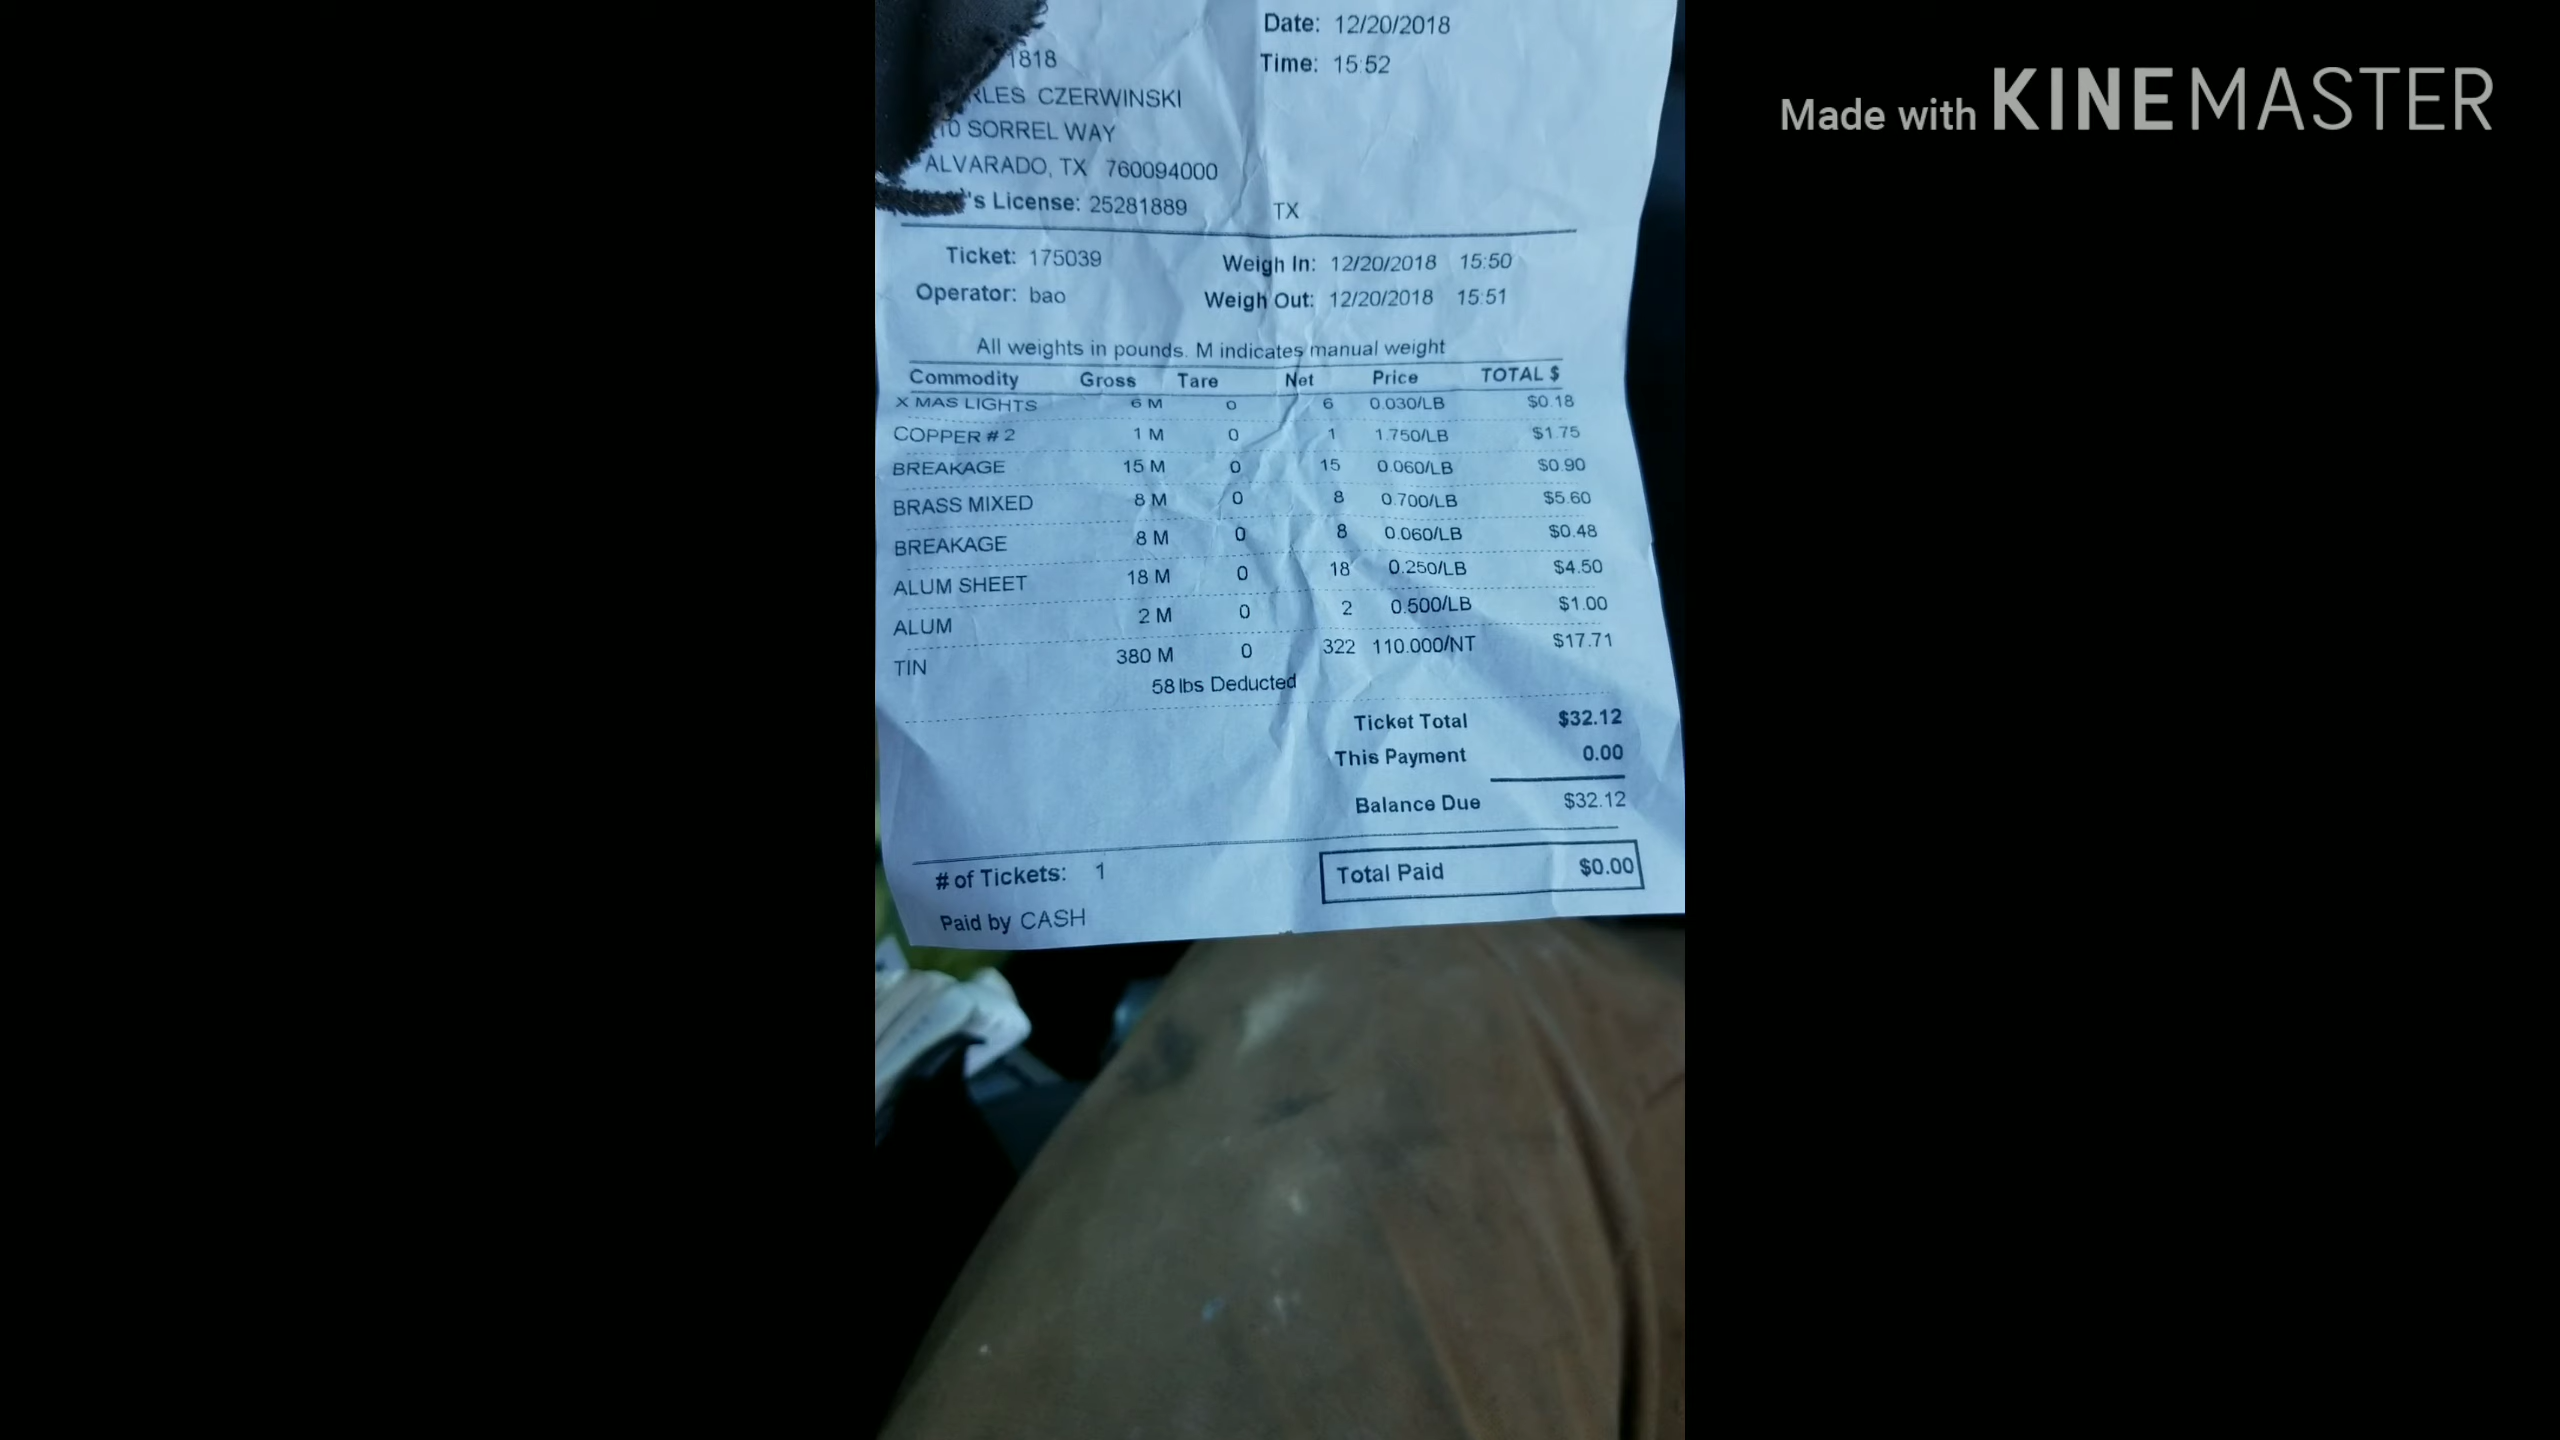 Date: 12/20/2018
1818
Time: 15:52
Made with KINEMASTER
RLES CZERWINSKI
10 SORREL WAY
ALVARADO, TX 760094000
's License: 25281889 TX
Ticket: 175039 Weigh In: 12/20/2018 15:50
Operator: bao Weigh Out: 12/20/2018 15:51
All weights in pounds. M indicates manual weight
Commodity Gross Tare Net Price TOTAL $
X MAS LIGHTS 6 M 0 6 0.030/LB $0.18
COPPER # 2 1 M 0 1 1.750/LB $1.75
BREAKAGE 15 M 0 15 0.060/LB $0.90
BRASS MIXED 8 M 0 8 0.700/LB $5.60
BREAKAGE 8 M 0 8 0.060/LB $0.48
ALUM SHEET 18 M 0 18 0.250/LB $4.50
ALUM 2 M 0 2 0.500/LB $1.00
TIN 380 M 0 322 110.000/NT $17.71
58 lbs Deducted
Ticket Total $32.12
This Payment 0.00
Balance Due $32.12
# of Tickets: 1
Total Paid $0.00
Paid by CASH